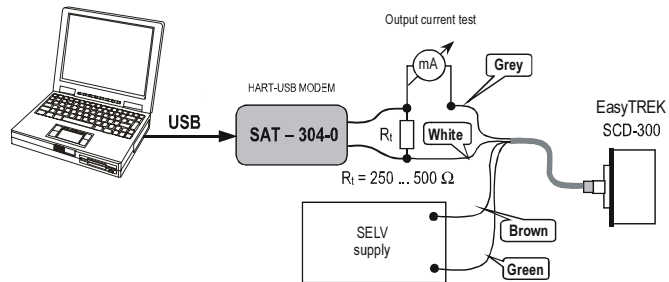 Output current test
mA
Grey
HART-USB MODEM
EasyTREK
SCD-300
USB
SAT – 304-0
Rt
White
Rt = 250 ... 500 Ω
SELV
supply
Brown
Green